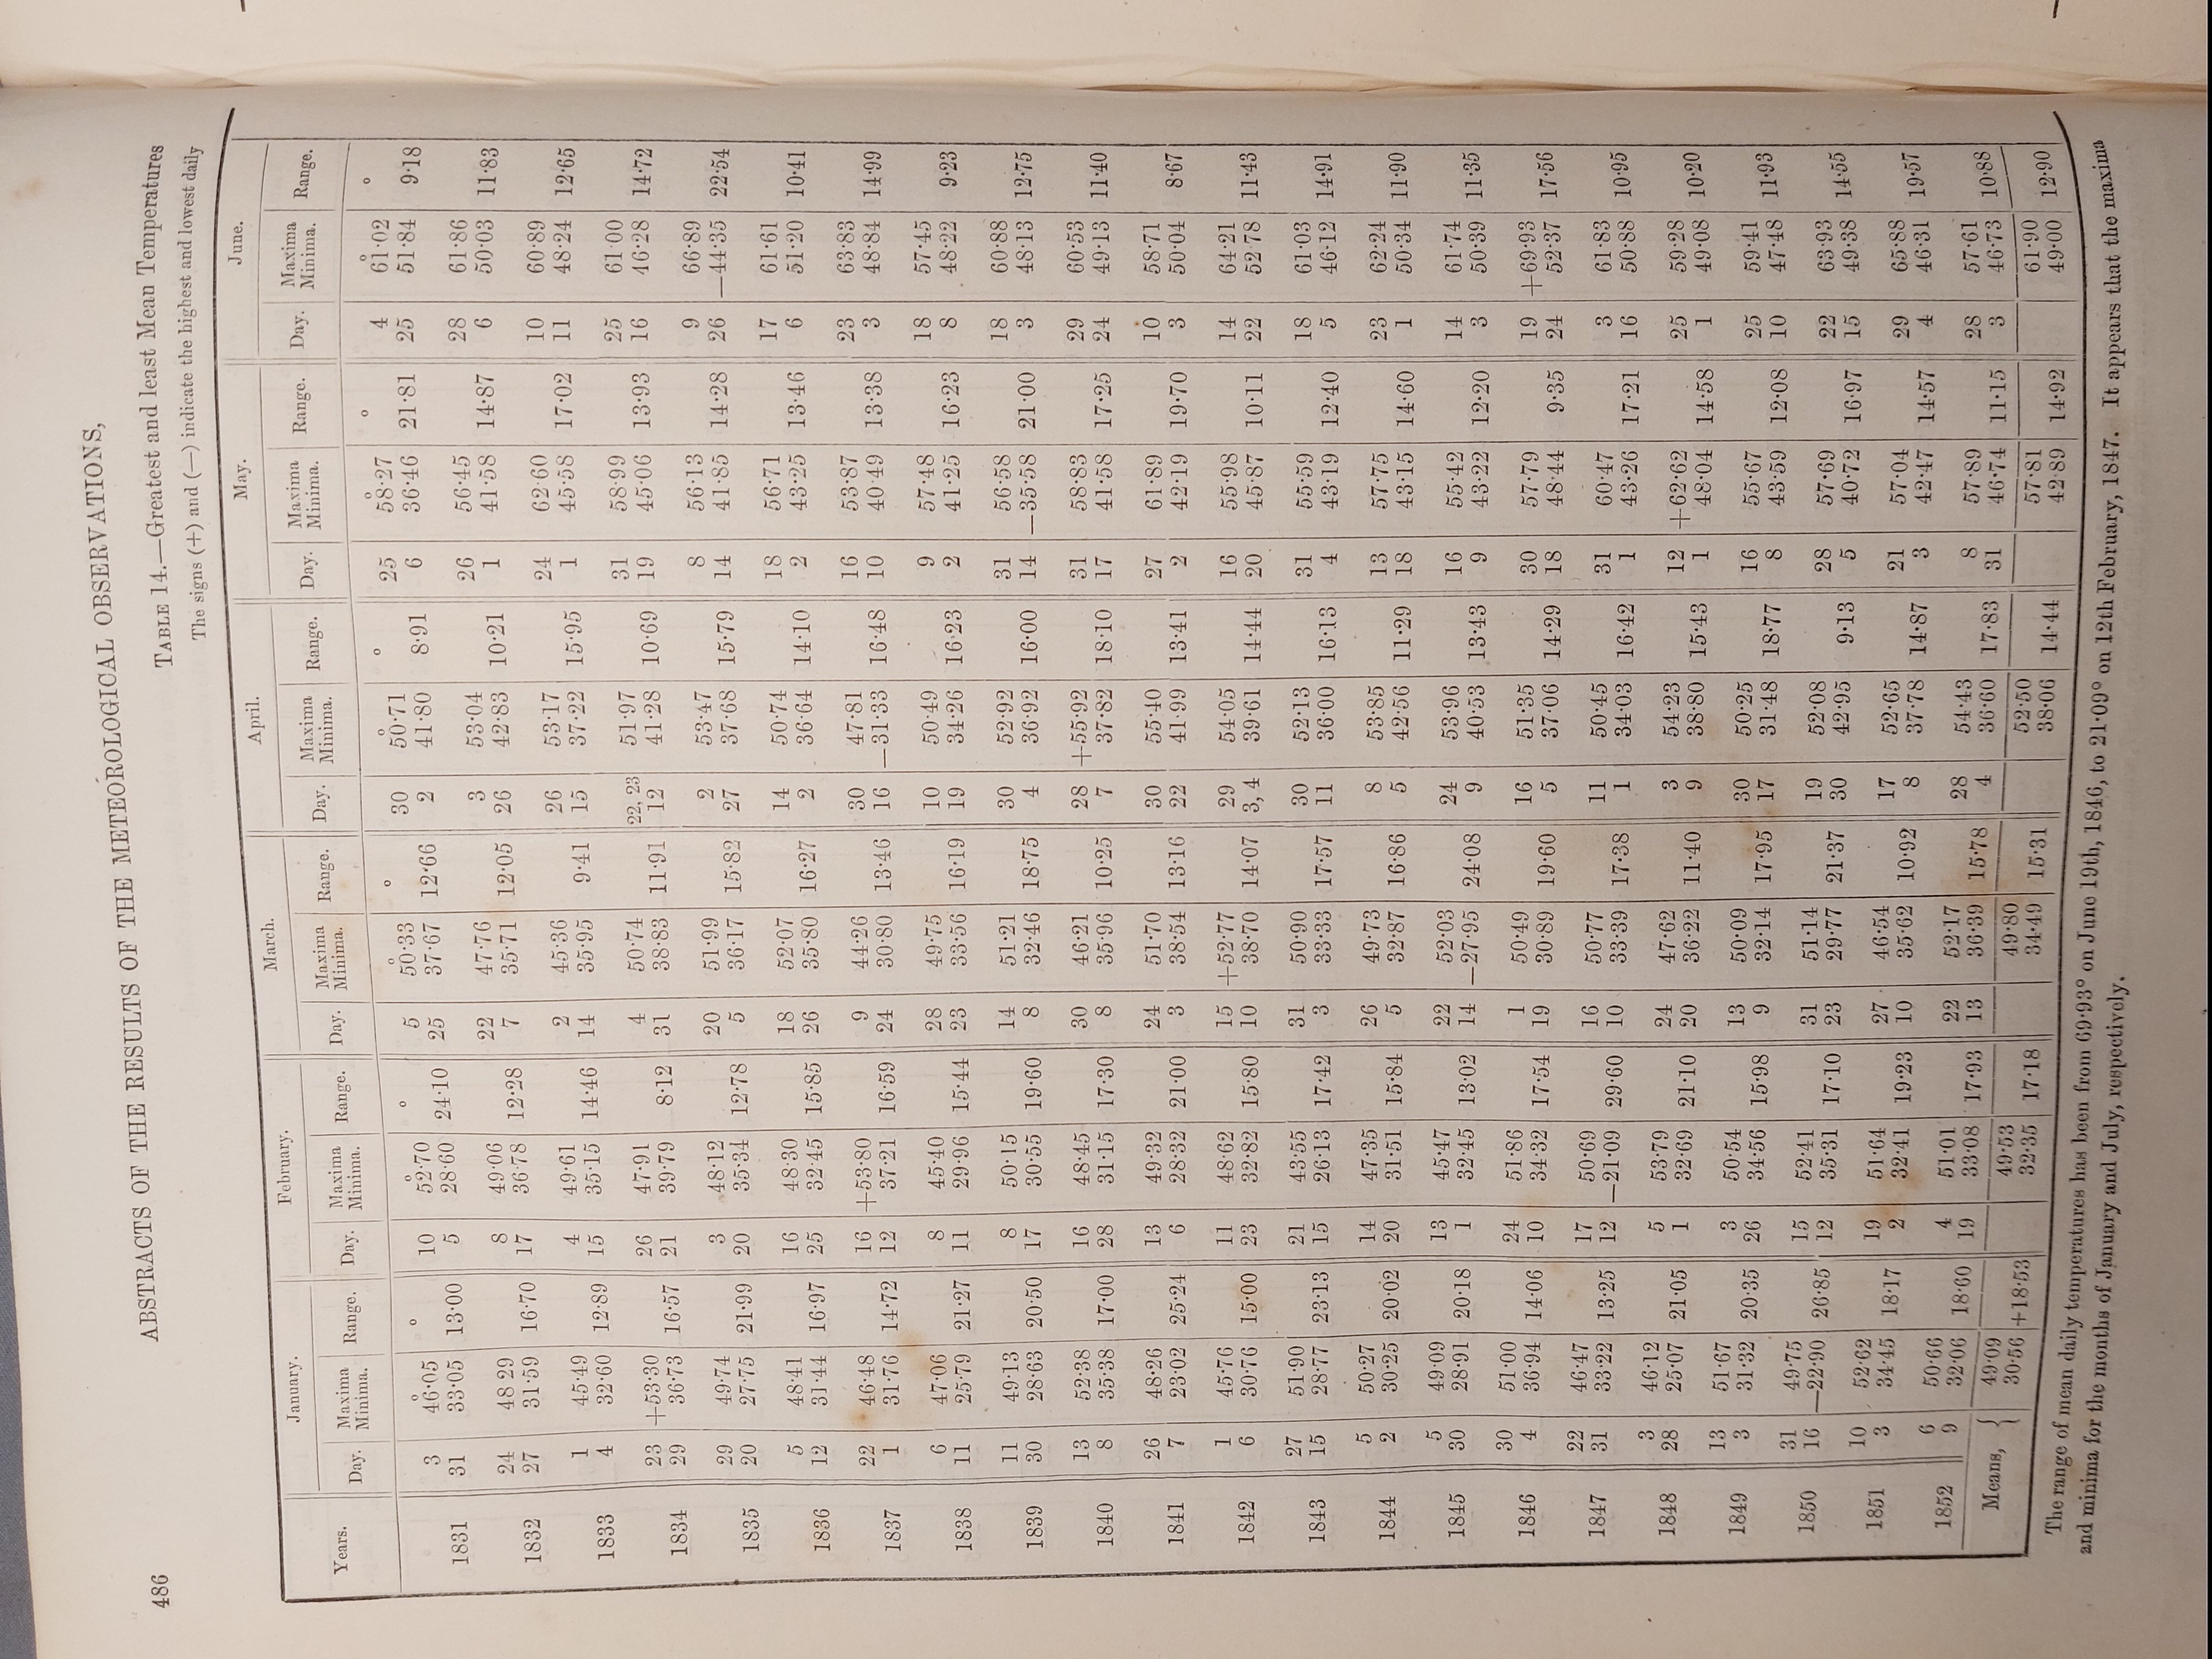 486
ABSTRACTS OF THE RESULTS OF THE METEOROLOGICAL OBSERVATIONS,
TABLE 14.—Greatest and least Mean Temperatures
The signs (+) and (—) indicate the highest and lowest daily
Years. January. February. March. April. May. June.
Day. Maxima Minima. Range. Day. Maxima Minima. Range. Day. Maxima Minima. Range. Day. Maxima Minima. Range. Day. Maxima Minima. Range. Day. Maxima Minima. Range.
° ° ° ° ° ° ° ° ° ° ° °
3 46·05 10 52·70 5 50·33 30 50·71 25 58·27 4 61·02
1831 31 33·05 13·00 5 28·60 24·10 25 37·67 12·66 2 41·80 8·91 6 36·46 21·81 25 51·84 9·18
24 48 29 8 49·06 22 47·76 3 53·04 26 56·45 28 61·86
1832 27 31·59 16·70 17 36·78 12·28 7 35·71 12·05 26 42·83 10·21 1 41·58 14·87 6 50·03 11·83
1 45·49 4 49·61 2 45·36 26 53·17 24 62·60 10 60·89
1833 4 32·60 12·89 15 35·15 14·46 14 35·95 9·41 15 37·22 15·95 1 45·58 17·02 11 48·24 12·65
23 +53·30 26 47·91 4 50·74 22, 23 51·97 31 58·99 25 61·00
1834 29 36·73 16·57 21 39·79 8·12 31 38·83 11·91 12 41·28 10·69 19 45·06 13·93 16 46·28 14·72
29 49·74 3 48·12 20 51·99 2 53·47 8 56·13 9 66·89
1835 20 27·75 21·99 20 35·34 12·78 5 36·17 15·82 27 37·68 15·79 14 41·85 14·28 26 —44·35 22·54
5 48·41 16 48·30 18 52·07 14 50·74 18 56·71 17 61·61
1836 12 31·44 16·97 25 32·45 15·85 26 35·80 16·27 2 36·64 14·10 2 43·25 13·46 6 51·20 10·41
22 46·48 16 +53·80 9 44·26 30 47·81 16 53·87 23 63·83
1837 1 31·76 14·72 12 37·21 16·59 24 30·80 13·46 16 —31·33 16·48 10 40·49 13·38 3 48·84 14·99
6 47·06 8 45·40 28 49·75 10 50·49 9 57·48 18 57·45
1838 11 25·79 21·27 11 29·96 15·44 23 33·56 16·19 19 34·26 16·23 2 41·25 16·23 8 48·22 9·23
11 49·13 8 50·15 14 51·21 30 52·92 31 56·58 18 60·88
1839 30 28·63 20·50 17 30·55 19·60 8 32·46 18·75 4 36·92 16·00 14 —35·58 21·00 3 48·13 12·75
13 52·38 16 48·45 30 46·21 28 +55·92 31 58·83 29 60·53
1840 8 35·38 17·00 28 31·15 17·30 8 35·96 10·25 7 37·82 18·10 17 41·58 17·25 24 49·13 11·40
26 48·26 13 49·32 24 51·70 30 55·40 27 61·89 10 58·71
1841 7 23·02 25·24 6 28·32 21·00 3 38·54 13·16 22 41·99 13·41 2 42·19 19·70 3 50·04 8·67
1 45·76 11 48·62 15 +52·77 29 54·05 16 55·98 14 64·21
1842 6 30·76 15·00 23 32·82 15·80 10 38·70 14·07 3, 4 39·61 14·44 20 45·87 10·11 22 52 78 11·43
27 51·90 21 43·55 31 50·90 30 52·13 31 55·59 18 61·03
1843 15 28·77 23·13 15 26·13 17·42 3 33·33 17·57 11 36·00 16·13 4 43·19 12·40 5 46·12 14·91
5 50·27 14 47·35 26 49·73 8 53·85 13 57·75 23 62·24
1844 2 30·25 20·02 20 31·51 15·84 5 32·87 16·86 5 42·56 11·29 18 43·15 14·60 1 50·34 11·90
5 49·09 13 45·47 22 52·03 24 53·96 16 55·42 14 61·74
1845 30 28·91 20·18 1 32·45 13·02 14 —27·95 24·08 9 40·53 13·43 9 43·22 12·20 3 50·39 11·35
30 51·00 24 51·86 1 50·49 16 51·35 30 57·79 19 +69·93
1846 4 36·94 14·06 10 34·32 17·54 19 30·89 19·60 5 37·06 14·29 18 48·44 9·35 24 52·37 17·56
22 46·47 17 50·69 16 50·77 11 50·45 31 60·47 3 61·83
1847 31 33·22 13·25 12 —21·09 29·60 10 33·39 17·38 1 34·03 16·42 1 43·26 17·21 16 50·88 10·95
3 46·12 5 53·79 24 47·62 3 54·23 12 +62·62 25 59·28
1848 28 25·07 21·05 1 32·69 21·10 20 36·22 11·40 9 38·80 15·43 1 48·04 14·58 1 49·08 10·20
13 51·67 3 50·54 13 50·09 30 50·25 16 55·67 25 59·41
1849 3 31·32 20·35 26 34·56 15·98 9 32·14 17·95 17 31·48 18·77 8 43·59 12·08 10 47·48 11·93
31 49·75 15 52·41 31 51·14 19 52·08 28 57·69 22 63·93
1850 16 —22·90 26·85 12 35·31 17·10 23 29·77 21·37 30 42·95 9·13 5 40·72 16·97 15 49·38 14·55
10 52·62 19 51·64 27 46·54 17 52·65 21 57·04 29 65·88
1851 3 34·45 18·17 2 32·41 19·23 10 35·62 10·92 8 37·78 14·87 3 42·47 14·57 4 46·31 19·57
6 50·66 4 51·01 22 52·17 28 54·43 8 57·89 28 57·61
1852 9 32·06 18·60 19 33·08 17·93 13 36·39 15·78 4 36·60 17·83 31 46·74 11·15 3 46·73 10·88
Means, { 49·09 49·53 49·80 52·50 57·81 61·90
30·56 +18·53 32·35 17·18 34·49 15·31 38·06 14·44 42·89 14·92 49·00 12·90
The range of mean daily temperatures has been from 69·93° on June 19th, 1846, to 21·09° on 12th February, 1847. It appears that the maxima
and minima for the months of January and July, respectively.